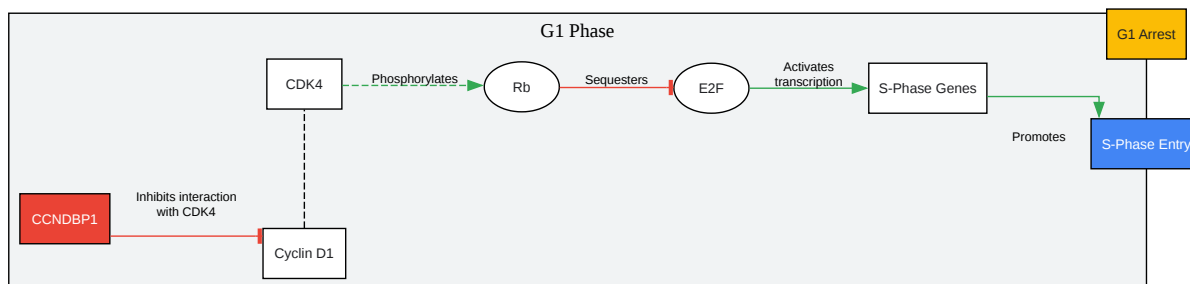 G1 Phase
G1 Arrest
CDK4
Phosphorylates
Rb
Sequesters
E2F
Activates
transcription
S-Phase Genes
Promotes
S-Phase Entry
CCNDBP1
Inhibits interaction
with CDK4
Cyclin D1